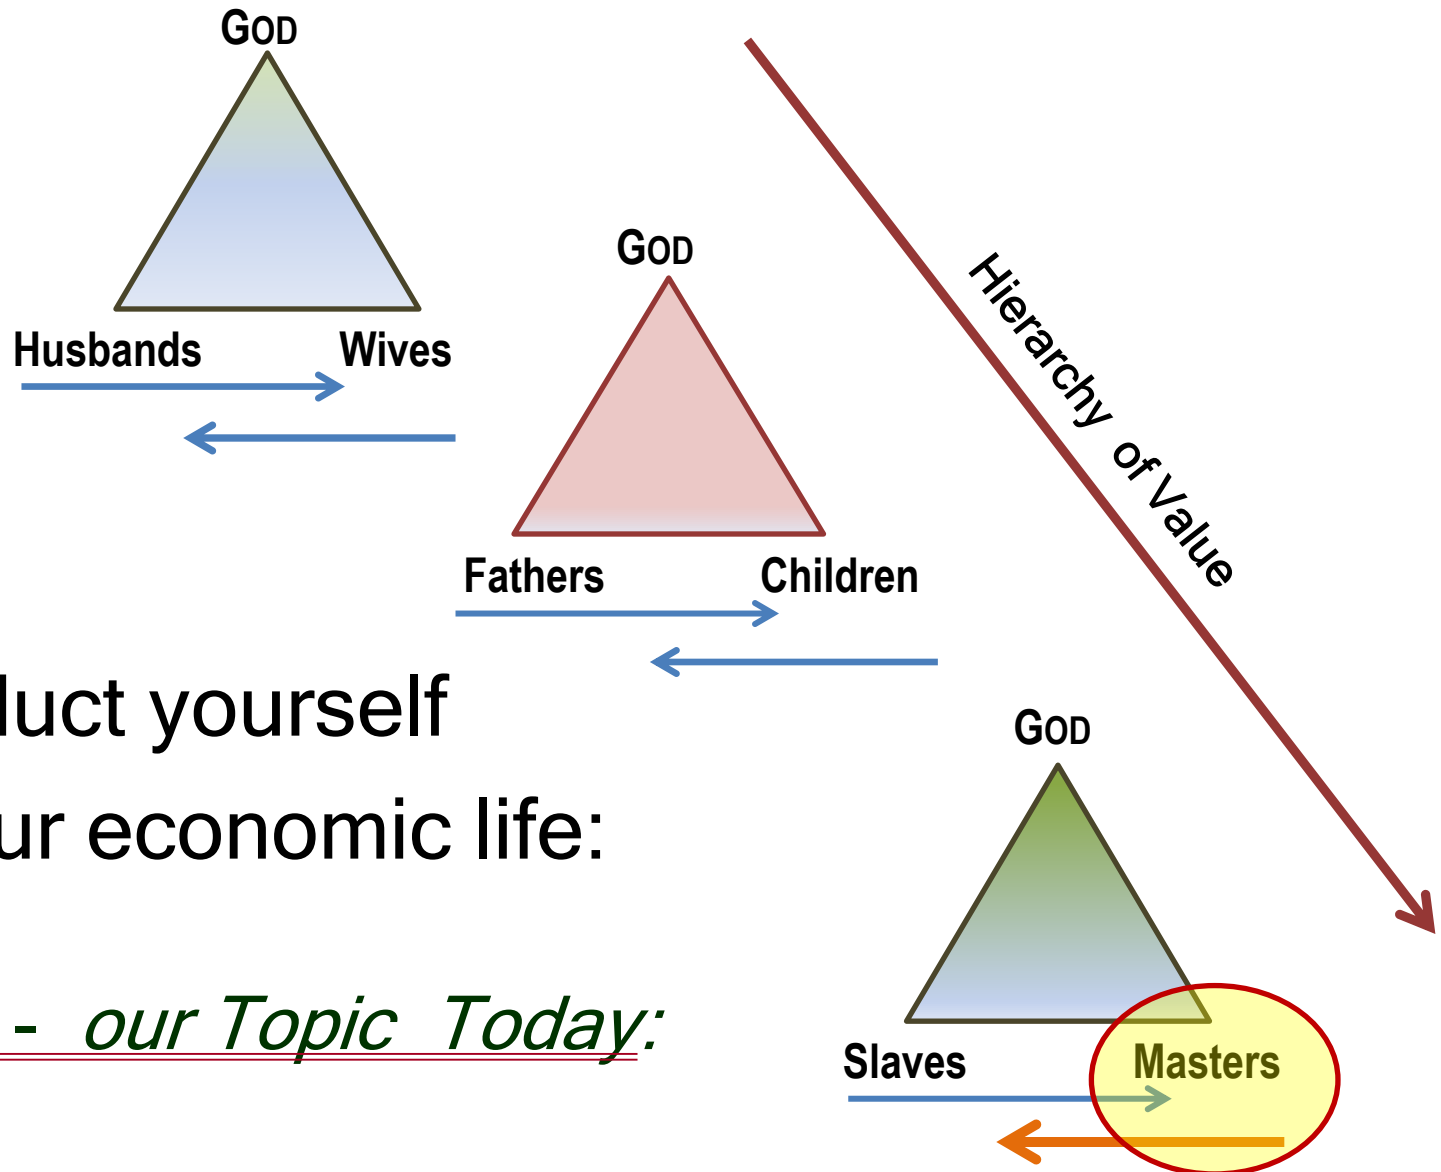 GOD
Husbands Wives
GOD
Hierarchy of Value
Fathers Children
duct yourself
ur economic life:
GOD
- our Topic Today:
Slaves Masters